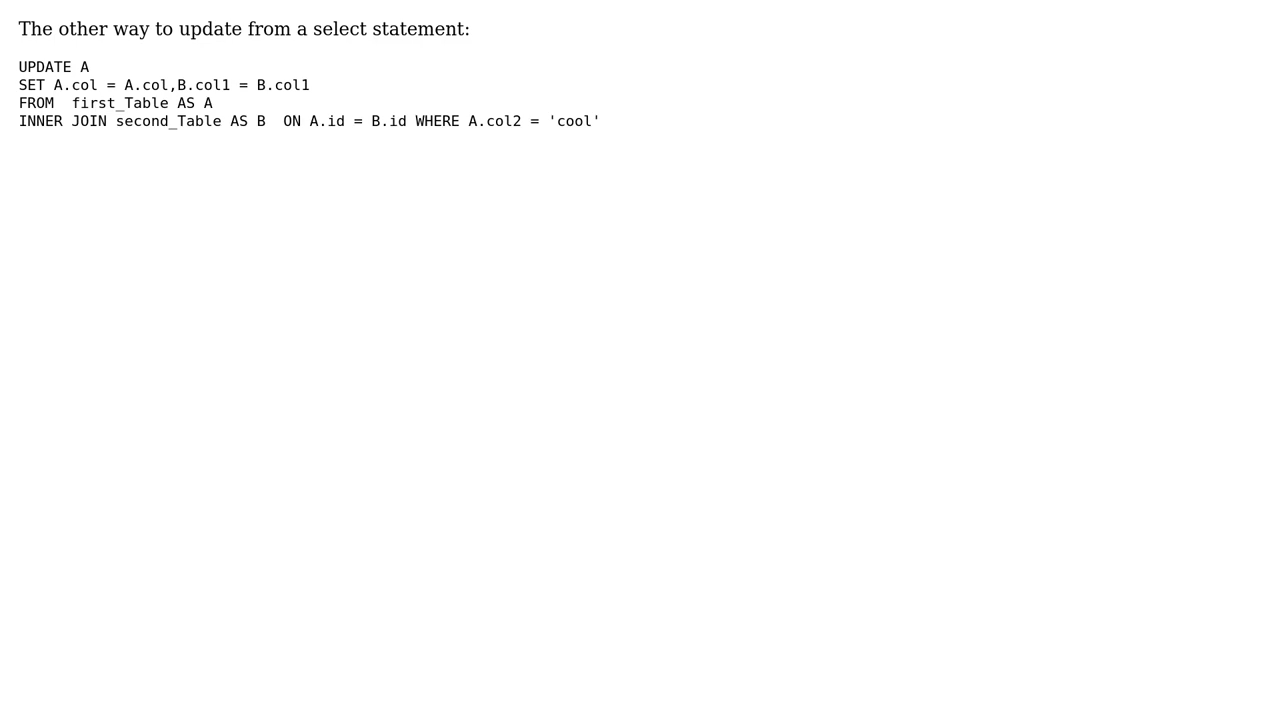 The other way to update from a select statement:
UPDATE A
SET A.col = A.col,B.col1 = B.col1
FROM  first_Table AS A
INNER JOIN second_Table AS B  ON A.id = B.id WHERE A.col2 = 'cool'